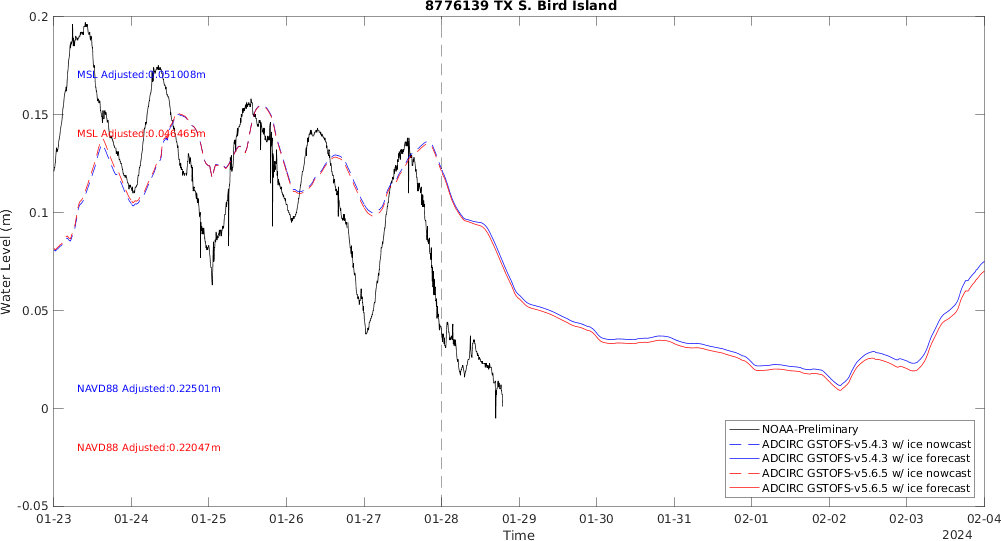 8776139 TX S. Bird Island
0.2
0.15
0.1
0.05
0
-0.05
Water Level (m)
MSL Adjusted:0.051008m
MSL Adjusted:0.046465m
NAVD88 Adjusted:0.22501m
NAVD88 Adjusted:0.22047m
NOAA-Preliminary
ADCIRC GSTOFS-v5.4.3 w/ ice nowcast
ADCIRC GSTOFS-v5.4.3 w/ ice forecast
ADCIRC GSTOFS-v5.6.5 w/ ice nowcast
ADCIRC GSTOFS-v5.6.5 w/ ice forecast
01-23 01-24 01-25 01-26 01-27 01-28 01-29 01-30 01-31 02-01 02-02 02-03 02-04
Time
2024